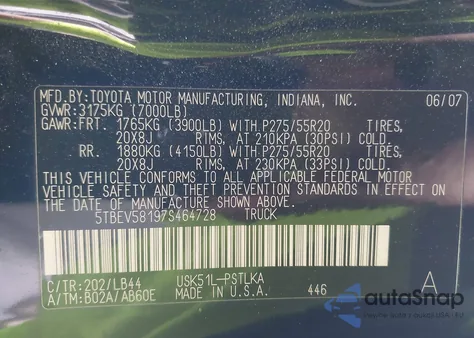 MFD.BY:TOYOTA MOTOR MANUFACTURING, INDIANA, INC. 06/07
GVWR:3175KG (7000LB)
GAWR:FRT. 1765KG (3900LB) WITH P275/55R20 TIRES,
20X8J RIMS, AT 210KPA (30PSI) COLD
RR. 1880KG (4150LB) WITH P275/55R20 TIRES,
20X8J RIMS, AT 230KPA (33PSI) COLD
THIS VEHICLE CONFORMS TO ALL APPLICABLE FEDERAL MOTOR
VEHICLE SAFETY AND THEFT PREVENTION STANDARDS IN EFFECT
ON THE DATE OF MANUFACTURE SHOWN ABOVE.
5TBEV58197S464728 TRUCK
C/TR:202/LB44 USK51L-PSTLKA A
A/TM:B02A/AB60E MADE IN U.S.A. 446
autoSnap
Vehicle Solutions